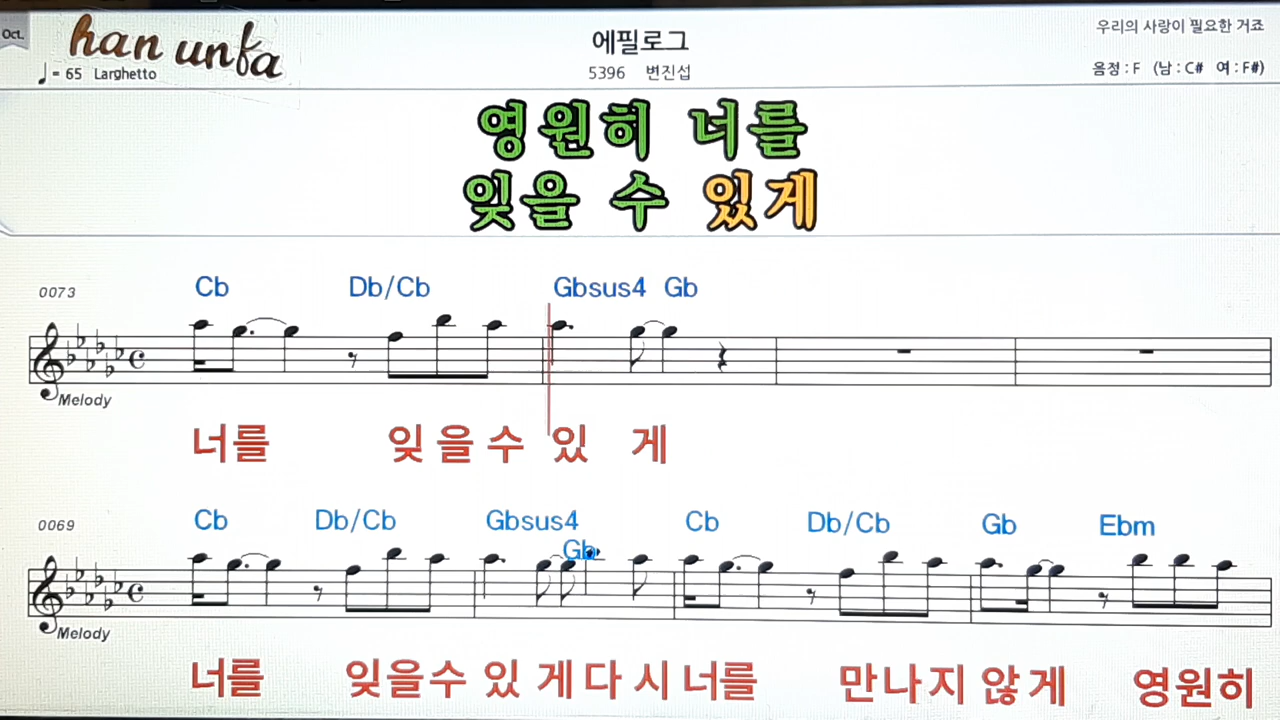 Oct.
han unfa
♩= 65 Larghetto
에필로그
5396 변진섭
우리의 사랑이 필요한 거죠
음정 : F (남 : C# 여 : F#)
영원히 너를
잊을 수 있게
0073
Cb Db/Cb Gbsus4 Gb
Melody
너를 잊을수 있 게
0069
Cb Db/Cb Gbsus4 Gb Cb Db/Cb Gb Ebm
Melody
너를 잊을수 있 게 다 시 너를 만나지 않게 영원히